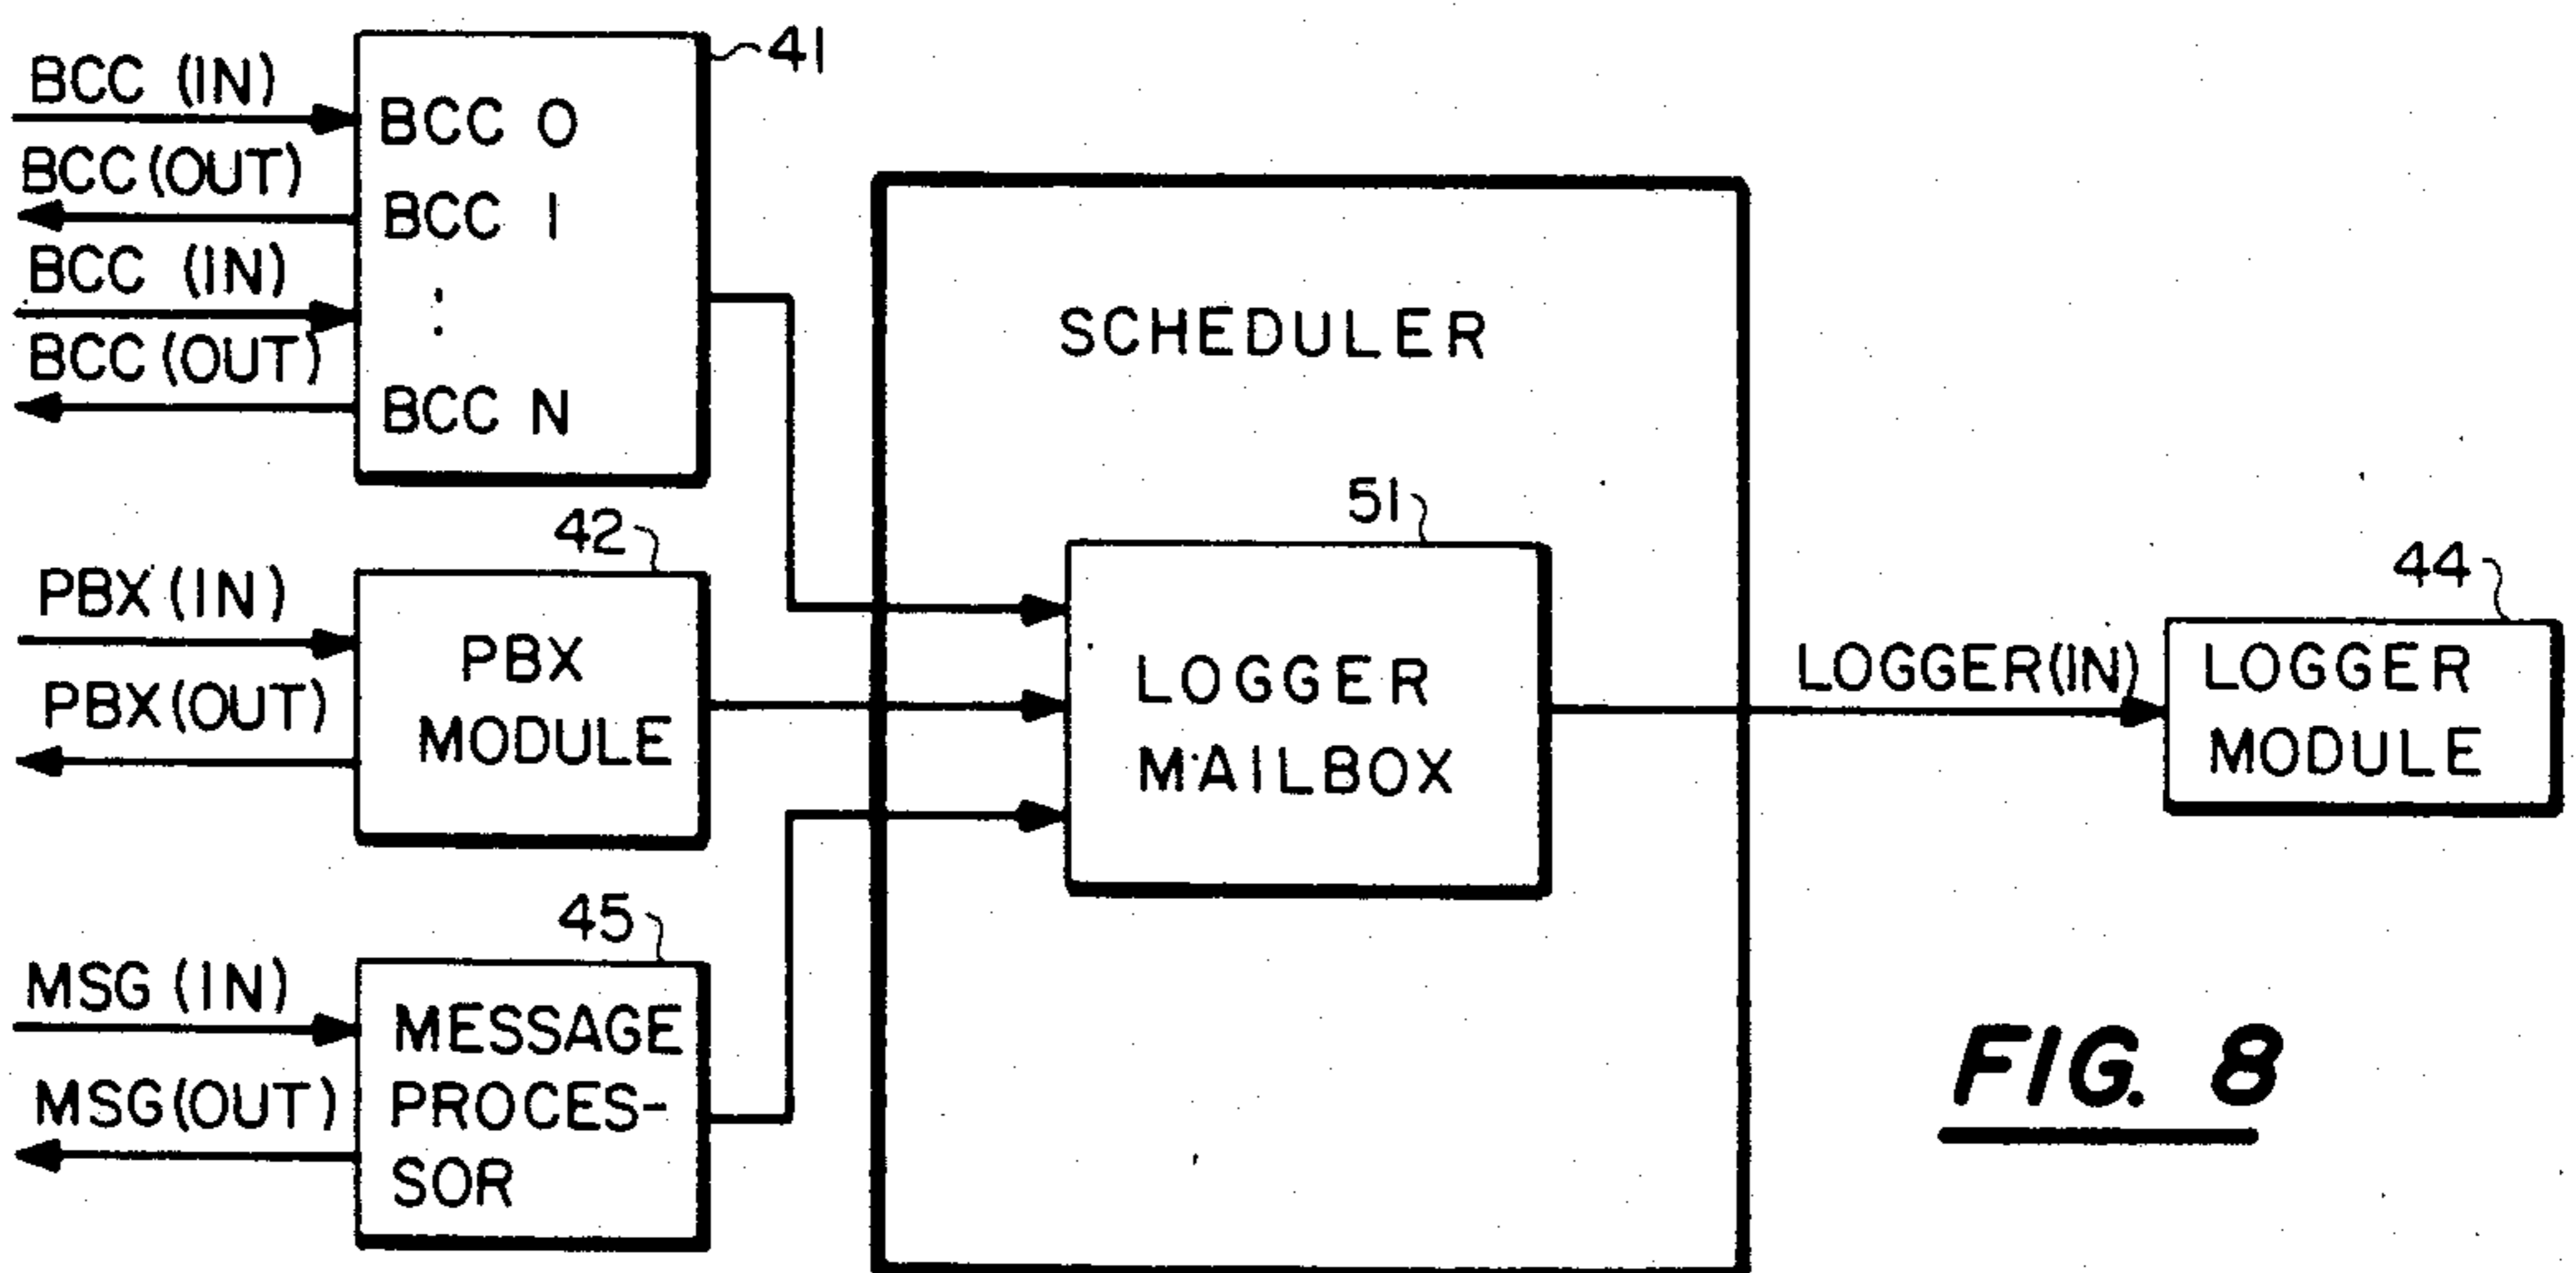 41
BCC (IN)
BCC 0
BCC (OUT)
BCC 1
BCC (IN)
:
BCC (OUT)
BCC N
SCHEDULER
42
PBX (IN)
PBX (OUT)
PBX
MODULE
51
LOGGER
MAILBOX
LOGGER (IN)
44
LOGGER
MODULE
45
MSG (IN)
MSG (OUT)
MESSAGE
PROCES-
SOR
FIG. 8